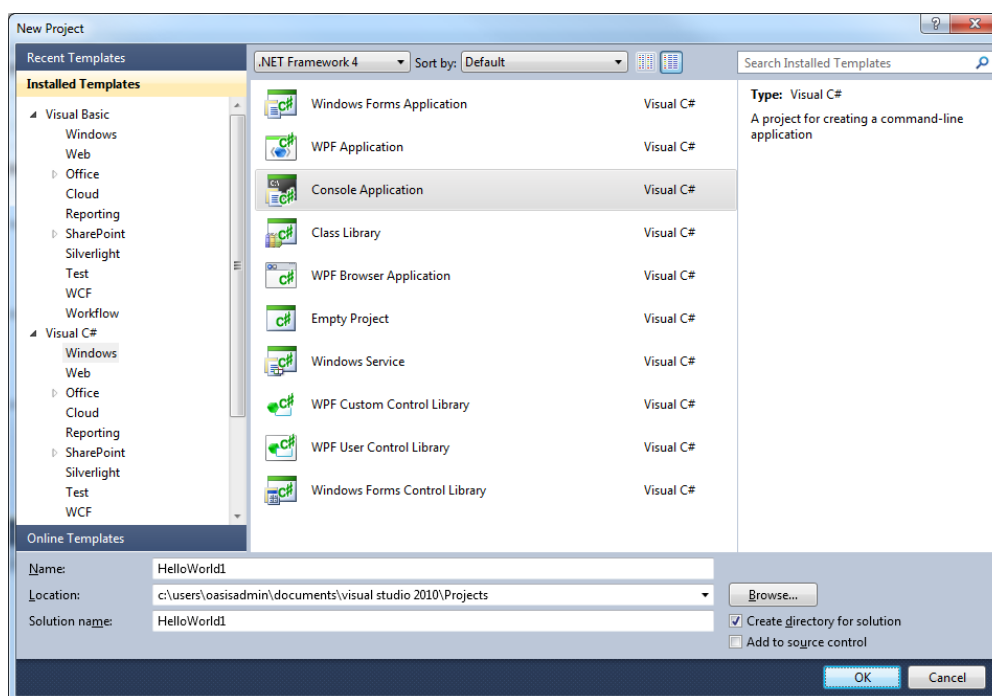 New Project
Recent Templates
Installed Templates
Visual Basic
Windows
Web
Office
Cloud
Reporting
SharePoint
Silverlight
Test
WCF
Workflow
Visual C#
Windows
Web
Office
Cloud
Reporting
SharePoint
Silverlight
Test
WCF
Online Templates
.NET Framework 4 Sort by: Default
Windows Forms Application Visual C#
WPF Application Visual C#
Console Application Visual C#
Class Library Visual C#
WPF Browser Application Visual C#
Empty Project Visual C#
Windows Service Visual C#
WPF Custom Control Library Visual C#
WPF User Control Library Visual C#
Windows Forms Control Library Visual C#
Search Installed Templates
Type: Visual C#
A project for creating a command-line
application
Name: HelloWorld1
Location: c:\users\oasisadmin\documents\visual studio 2010\Projects Browse...
Solution name: HelloWorld1 Create directory for solution
Add to source control
OK Cancel